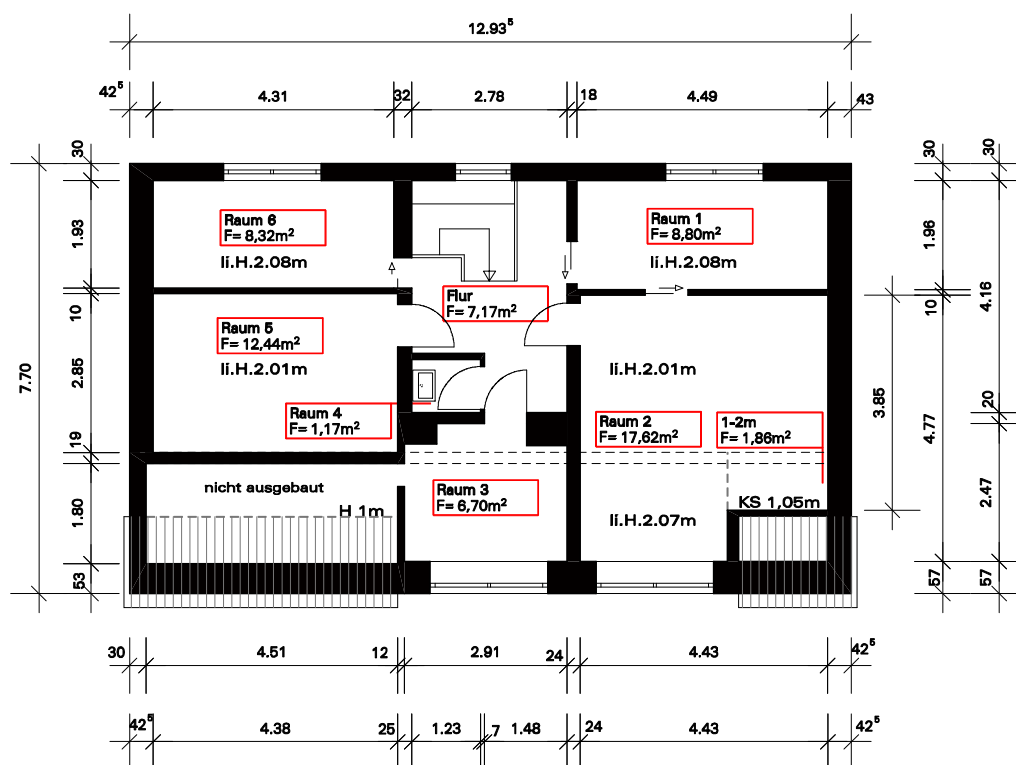 12.93⁵
42⁵
4.31
32
2.78
18
4.49
43
30
1.93
10
2.85
19
1.80
53
7.70
Raum 6
F= 8,32m²
li.H.2.08m
Raum 1
F= 8,80m²
li.H.2.08m
Flur
F= 7,17m²
Raum 5
F= 12,44m²
li.H.2.01m
li.H.2.01m
Raum 4
F= 1,17m²
Raum 2
F= 17,62m²
1-2m
F= 1,86m²
nicht ausgebaut
H 1m
Raum 3
F= 6,70m²
li.H.2.07m
KS 1,05m
3.85
30
1.96
10
4.77
57
30
4.16
20
2.47
57
30
4.51
12
2.91
24
4.43
42⁵
42⁵
4.38
25
1.23
7
1.48
24
4.43
42⁵